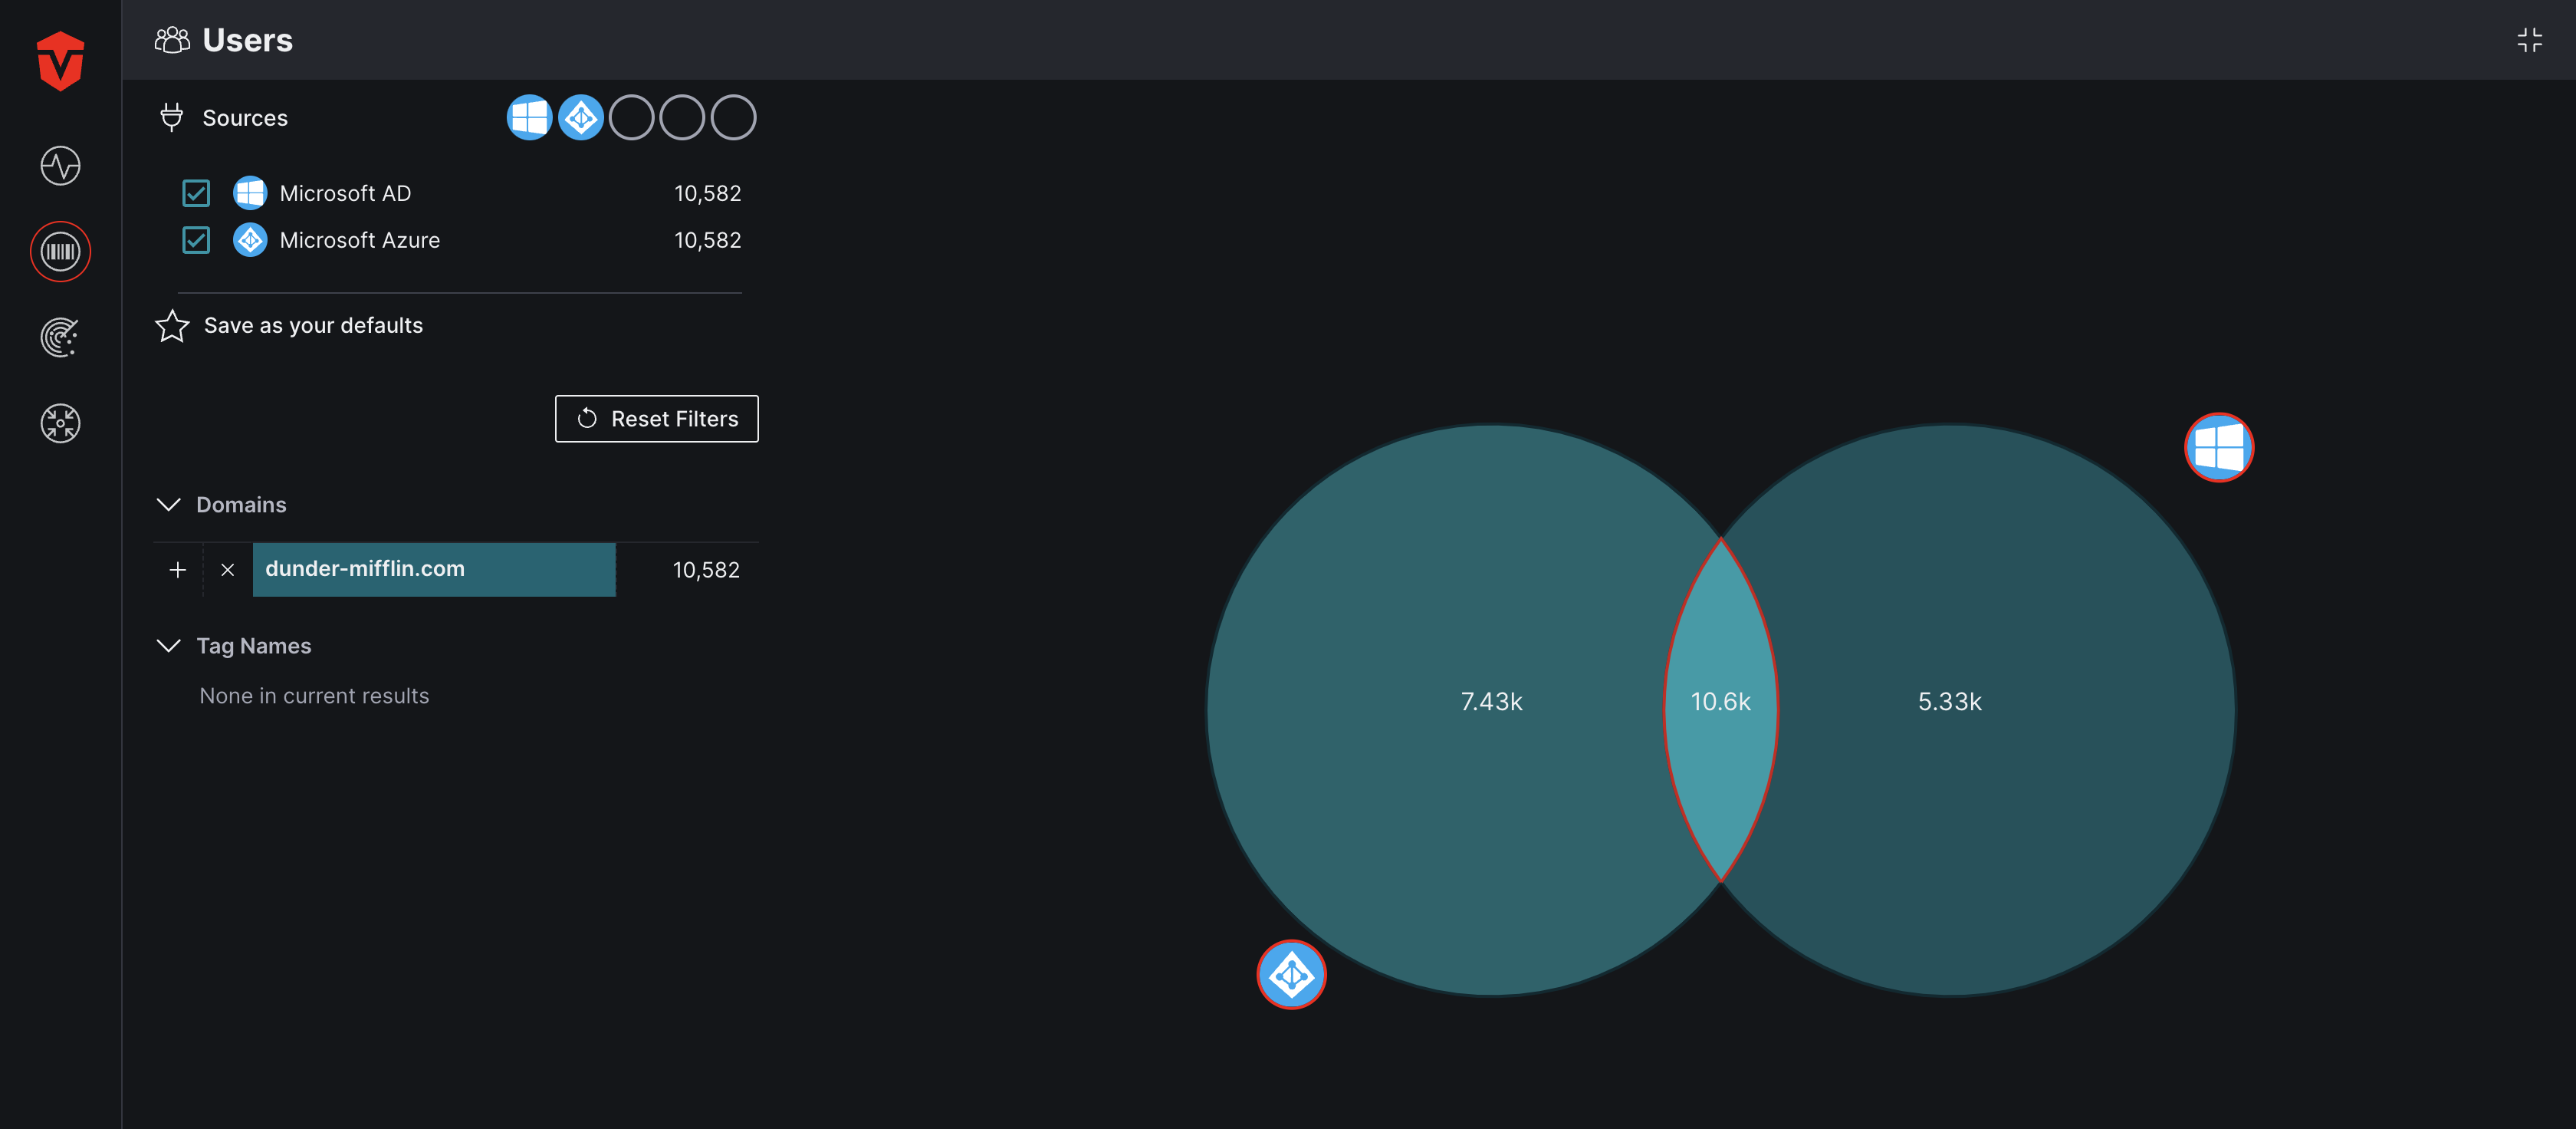 Users
Sources
Microsoft AD 10,582
Microsoft Azure 10,582
Save as your defaults
Reset Filters
Domains
dunder-mifflin.com 10,582
Tag Names
None in current results
7.43k 10.6k 5.33k